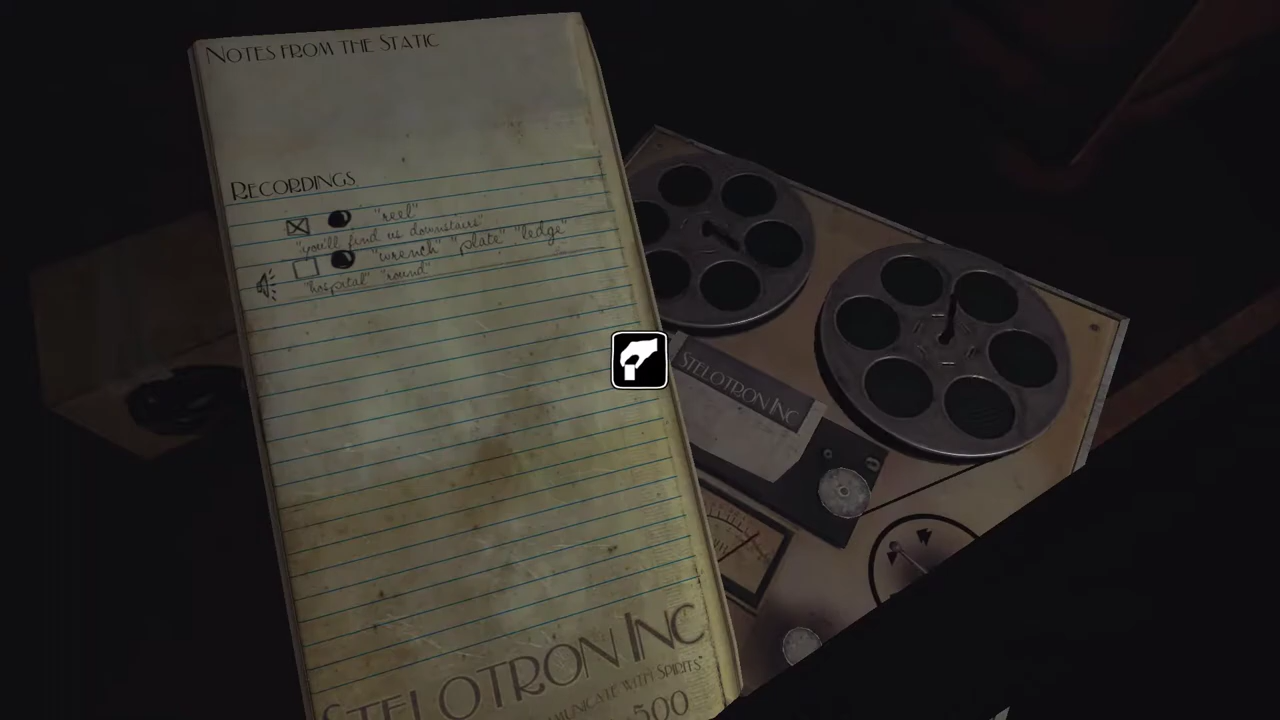 NOTES FROM THE STATIC
RECORDINGS
"reel"
"you'll find us downstairs"
"wrench" "plate" "ledge"
"hospital" "round"
STELOTRON INC
STELOTRON INC
COMMUNICATE WITH SPIRITS"
500